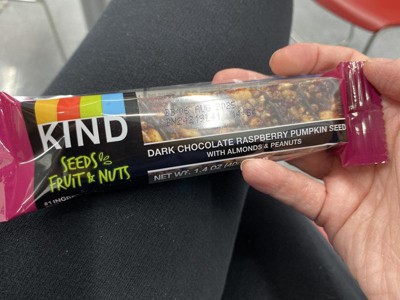 KIND
SEEDS
FRUIT & NUTS
DARK CHOCOLATE RASPBERRY PUMPKIN SEED
WITH ALMONDS & PEANUTS
NET WT. 1.4 OZ